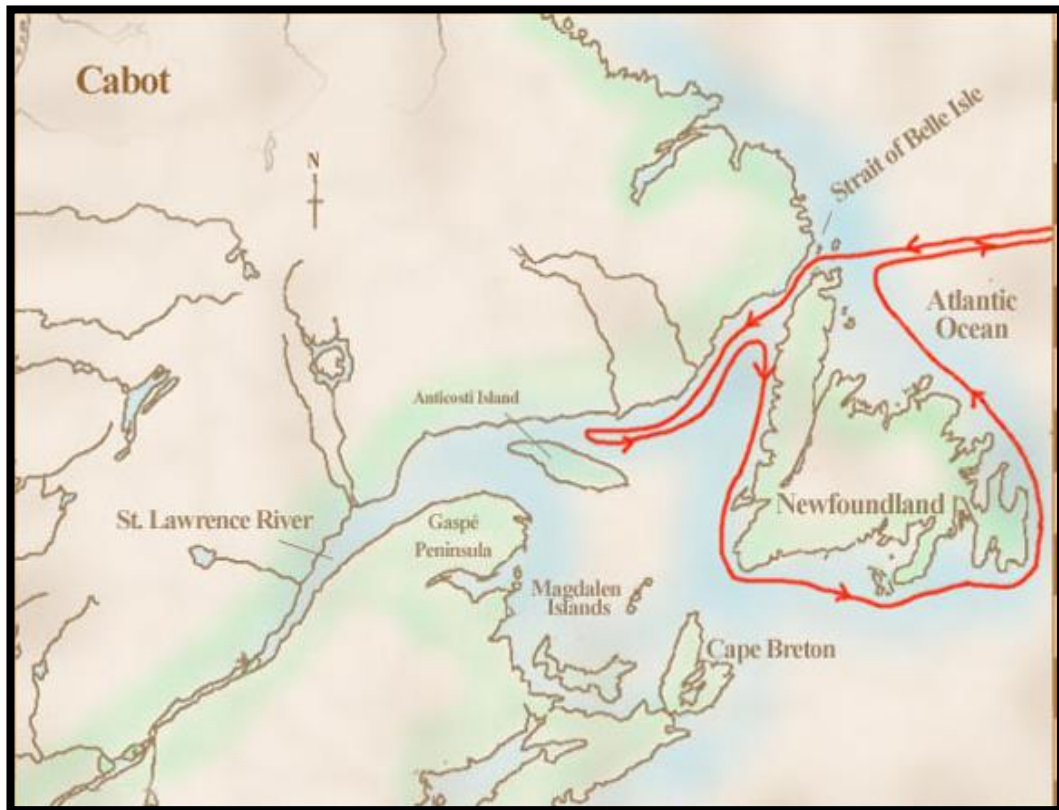 Cabot
N
Strait of Belle Isle
Atlantic
Ocean
Anticosti Island
St. Lawrence River
Gaspé
Peninsula
Newfoundland
Magdalen
Islands
Cape Breton